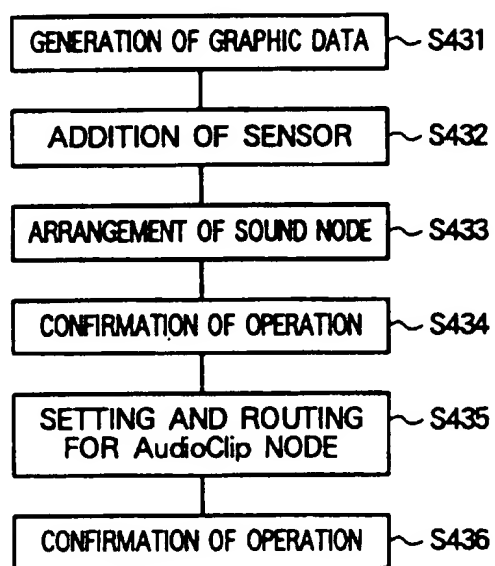 GENERATION OF GRAPHIC DATA S431
ADDITION OF SENSOR S432
ARRANGEMENT OF SOUND NODE S433
CONFIRMATION OF OPERATION S434
SETTING AND ROUTING S435
FOR AudioClip NODE
CONFIRMATION OF OPERATION S436